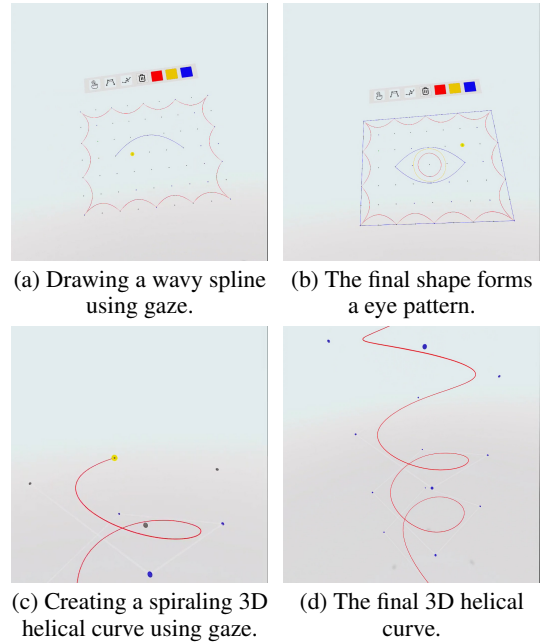 (a) Drawing a wavy spline
using gaze.
(b) The final shape forms
a eye pattern.
(c) Creating a spiraling 3D
helical curve using gaze.
(d) The final 3D helical
curve.